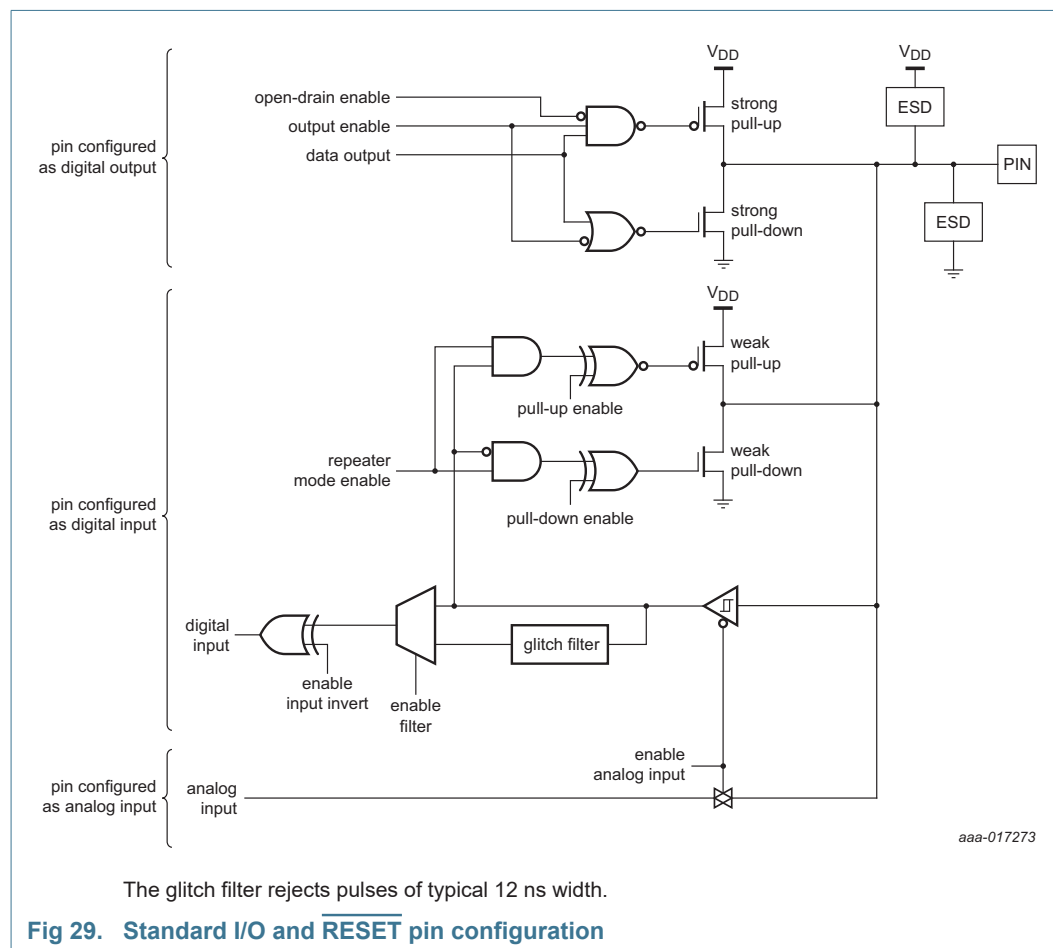 VDD
VDD
open-drain enable
output enable
data output
strong
pull-up
ESD
pin configured
as digital output
PIN
strong
pull-down
ESD
VDD
weak
pull-up
pull-up enable
repeater
mode enable
weak
pull-down
pull-down enable
pin configured
as digital input
digital
input
glitch filter
enable
input invert
enable
filter
enable
analog input
pin configured
as analog input
analog
input
aaa-017273
The glitch filter rejects pulses of typical 12 ns width.
Fig 29. Standard I/O and RESET pin configuration